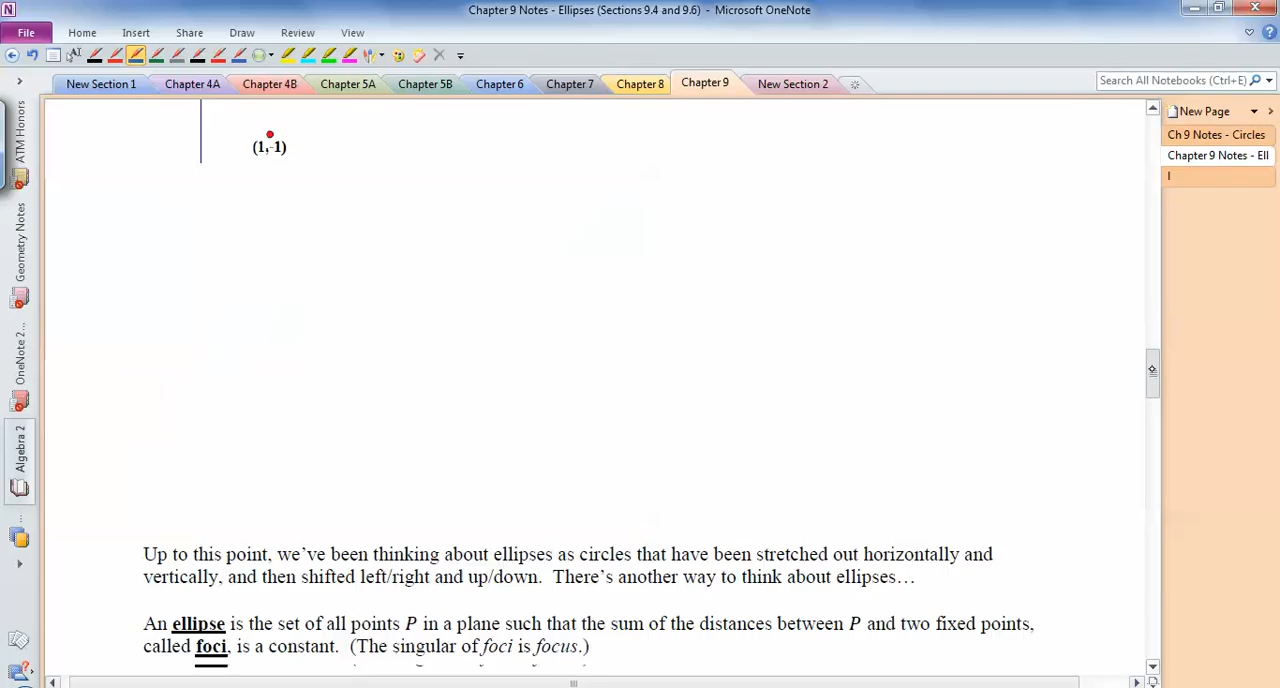 Chapter 9 Notes - Ellipses (Sections 9.4 and 9.6) - Microsoft OneNote
File Home Insert Share Draw Review View
New Section 1 Chapter 4A Chapter 4B Chapter 5A Chapter 5B Chapter 6 Chapter 7 Chapter 8 Chapter 9 New Section 2
Search All Notebooks (Ctrl+E)
New Page
Ch 9 Notes - Circles
Chapter 9 Notes - Ell
I
ATM Honors
Geometry Notes
OneNote 2...
Algebra 2
(1,-1)
Up to this point, we've been thinking about ellipses as circles that have been stretched out horizontally and
vertically, and then shifted left/right and up/down. There's another way to think about ellipses…
An ellipse is the set of all points P in a plane such that the sum of the distances between P and two fixed points,
called foci, is a constant. (The singular of foci is focus.)